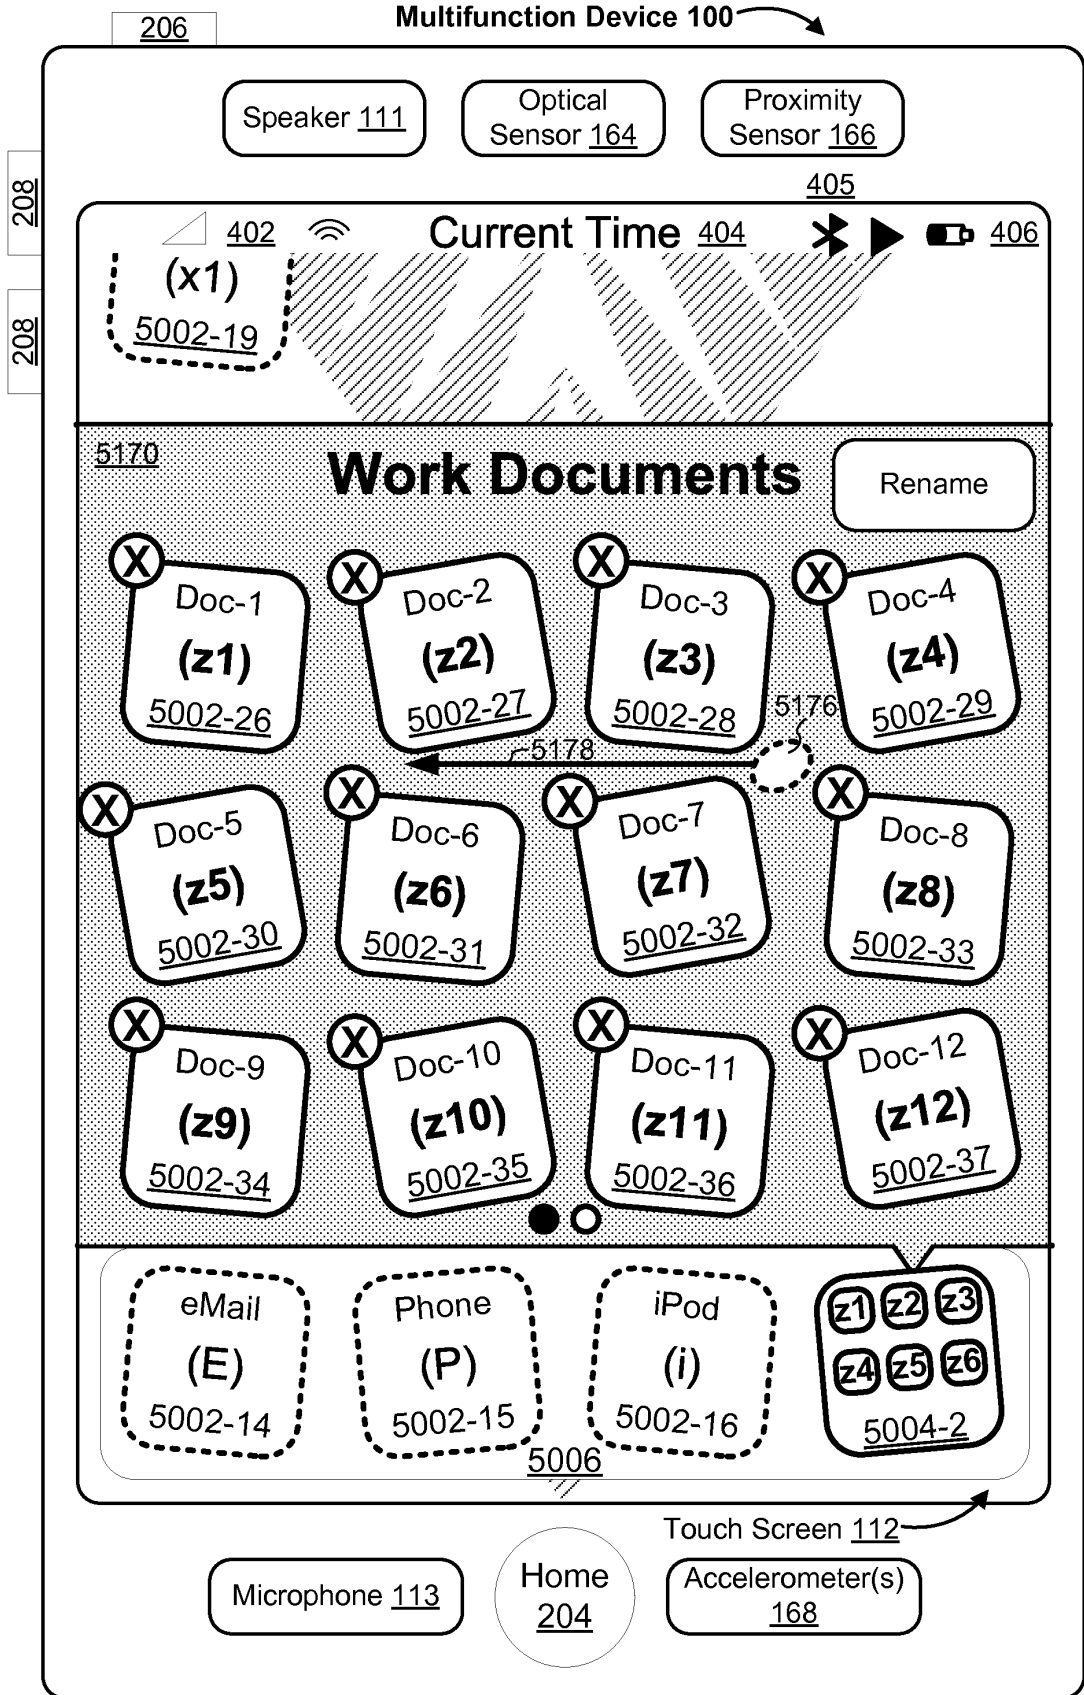 206
Multifunction Device 100
Speaker 111
Optical
Sensor 164
Proximity
Sensor 166
208
208
405
402
Current Time 404
406
(x1)
5002-19
5170
Work Documents
Rename
X
Doc-1
(z1)
5002-26
X
Doc-2
(z2)
5002-27
X
Doc-3
(z3)
5002-28
X
Doc-4
(z4)
5002-29
5176
5178
X
Doc-5
(z5)
5002-30
X
Doc-6
(z6)
5002-31
X
Doc-7
(z7)
5002-32
X
Doc-8
(z8)
5002-33
X
Doc-9
(z9)
5002-34
X
Doc-10
(z10)
5002-35
X
Doc-11
(z11)
5002-36
X
Doc-12
(z12)
5002-37
eMail
(E)
5002-14
Phone
(P)
5002-15
iPod
(i)
5002-16
z1 z2 z3
z4 z5 z6
5004-2
5006
Touch Screen 112
Microphone 113
Home
204
Accelerometer(s)
168